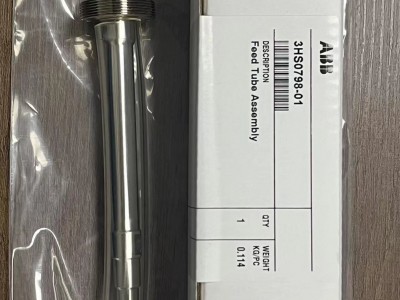 ABB
3HS0798-01
DESCRIPTION
Feed Tube Assembly
QTY
1
WEIGHT
KG/PC
0.114